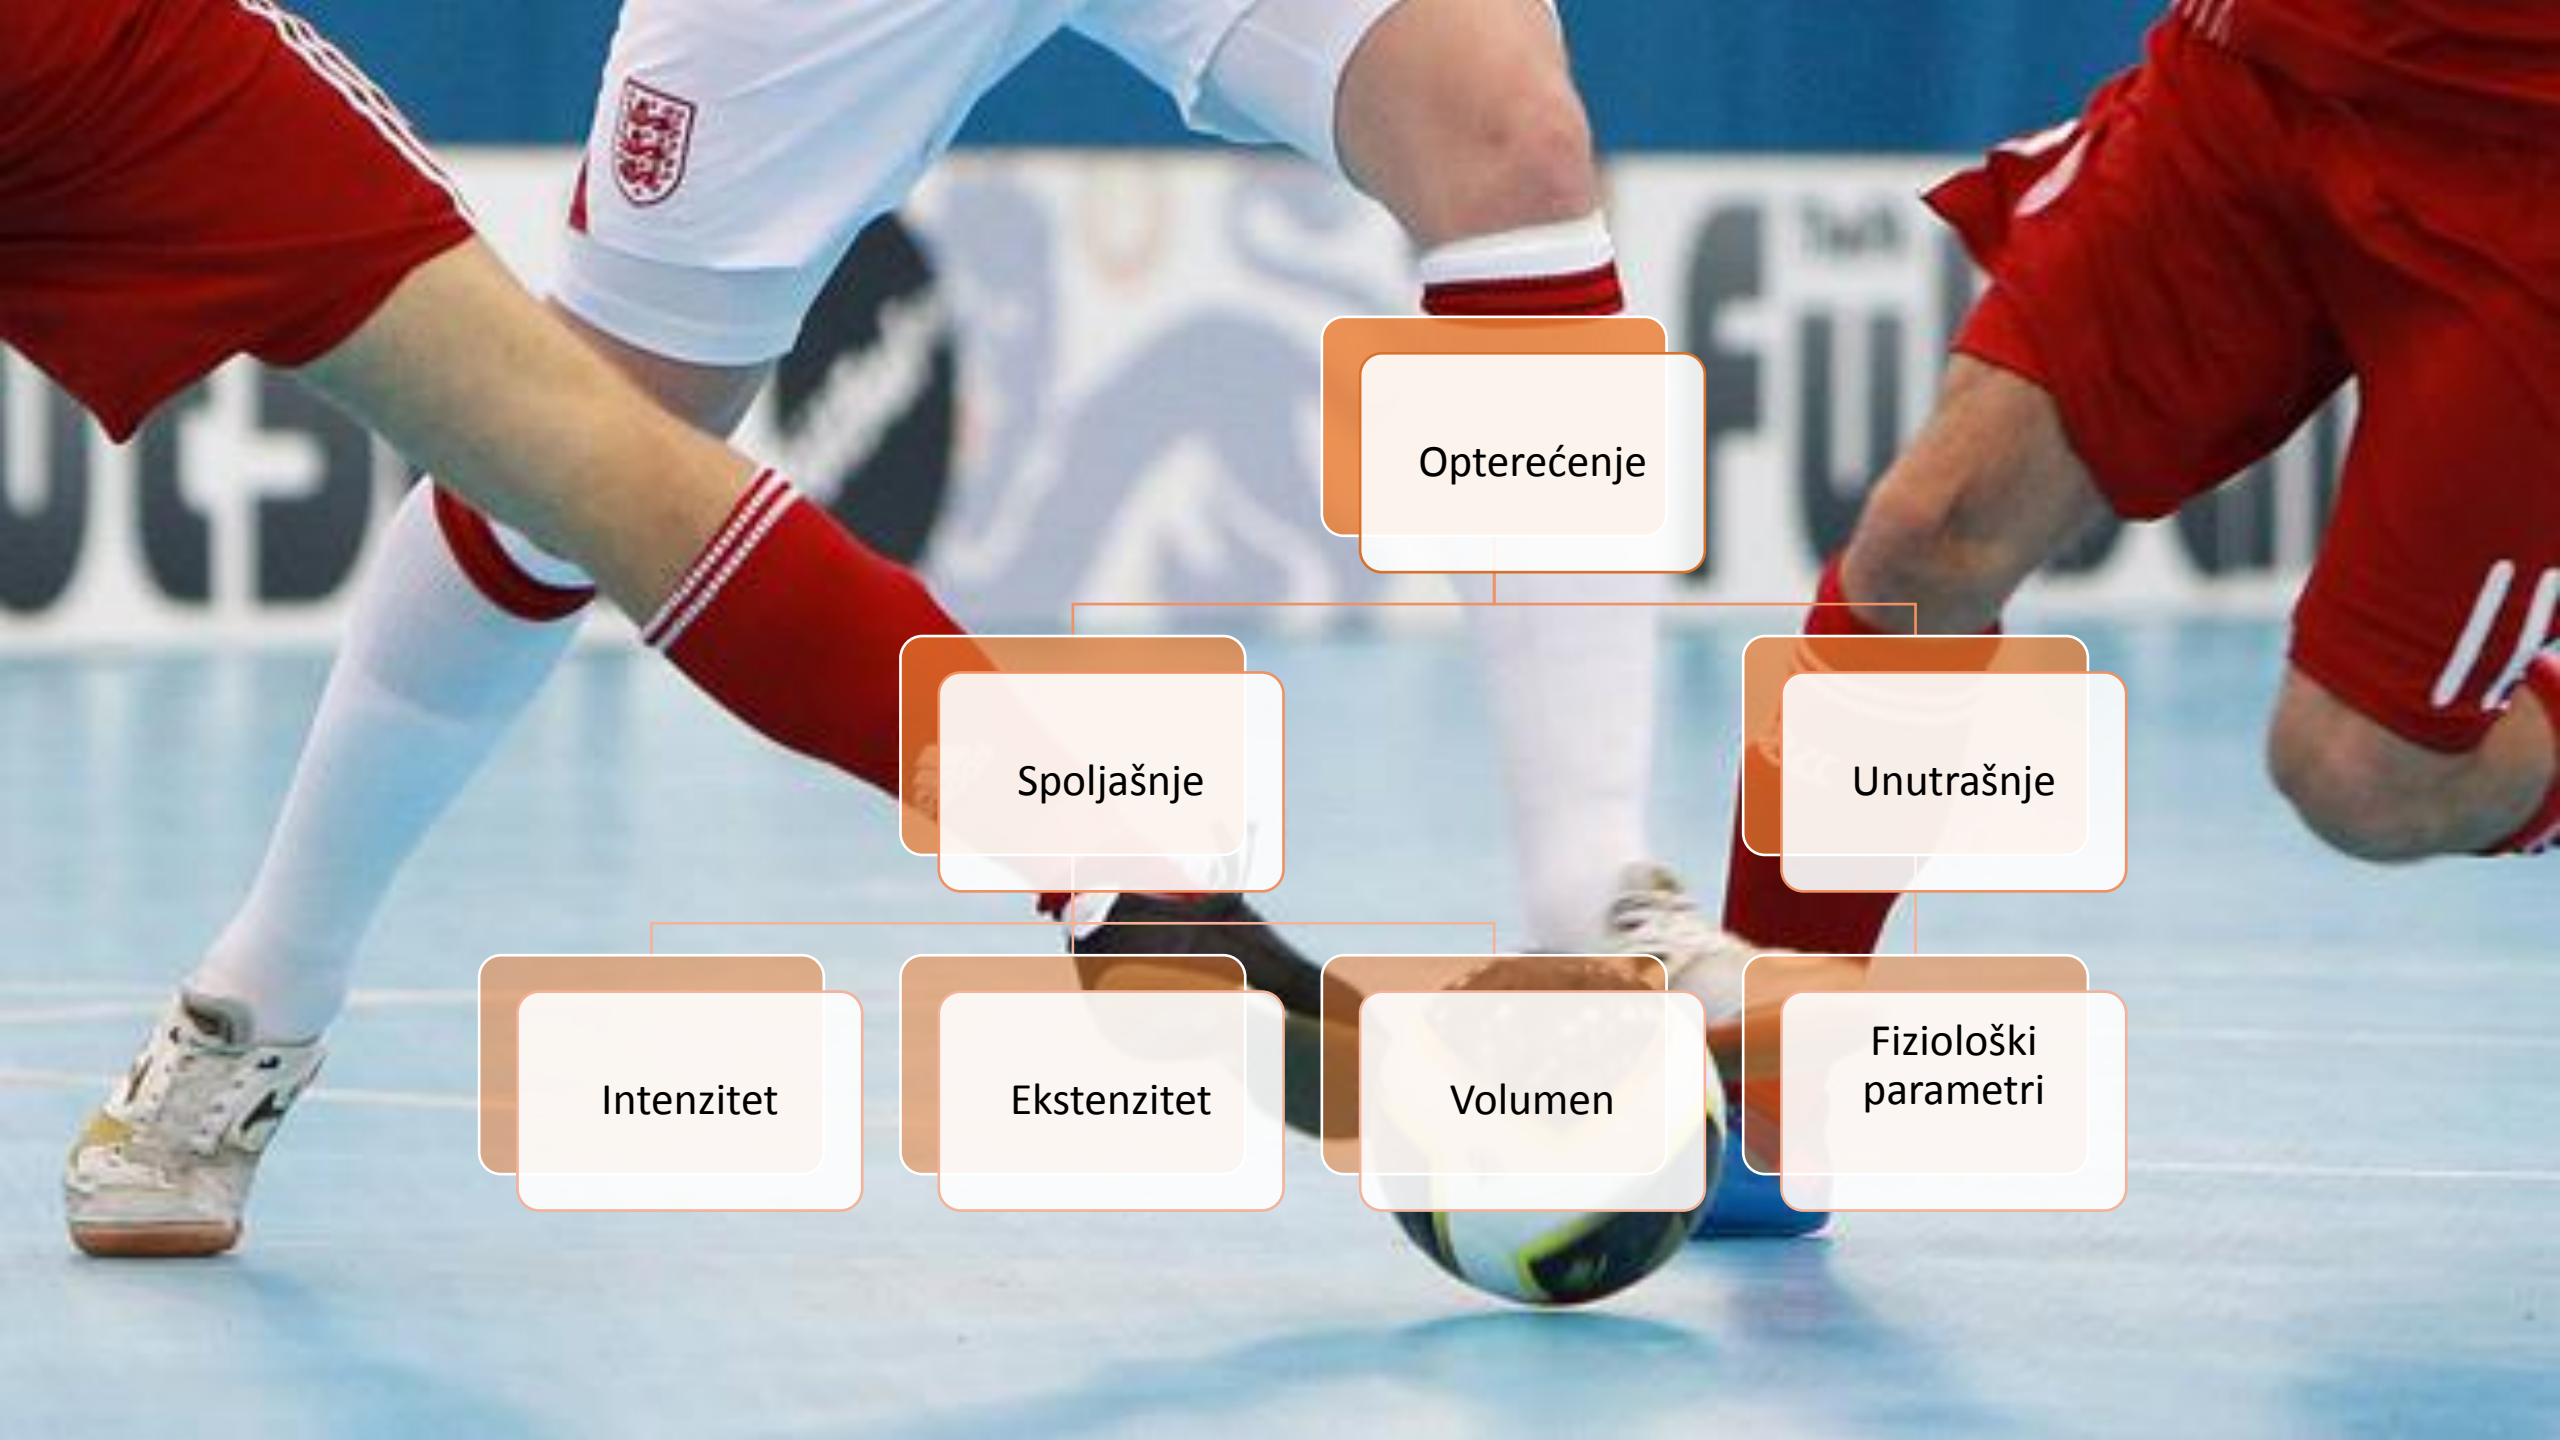 Opterećenje
Spoljašnje
Unutrašnje
Intenzitet
Ekstenzitet
Volumen
Fiziološki
parametri